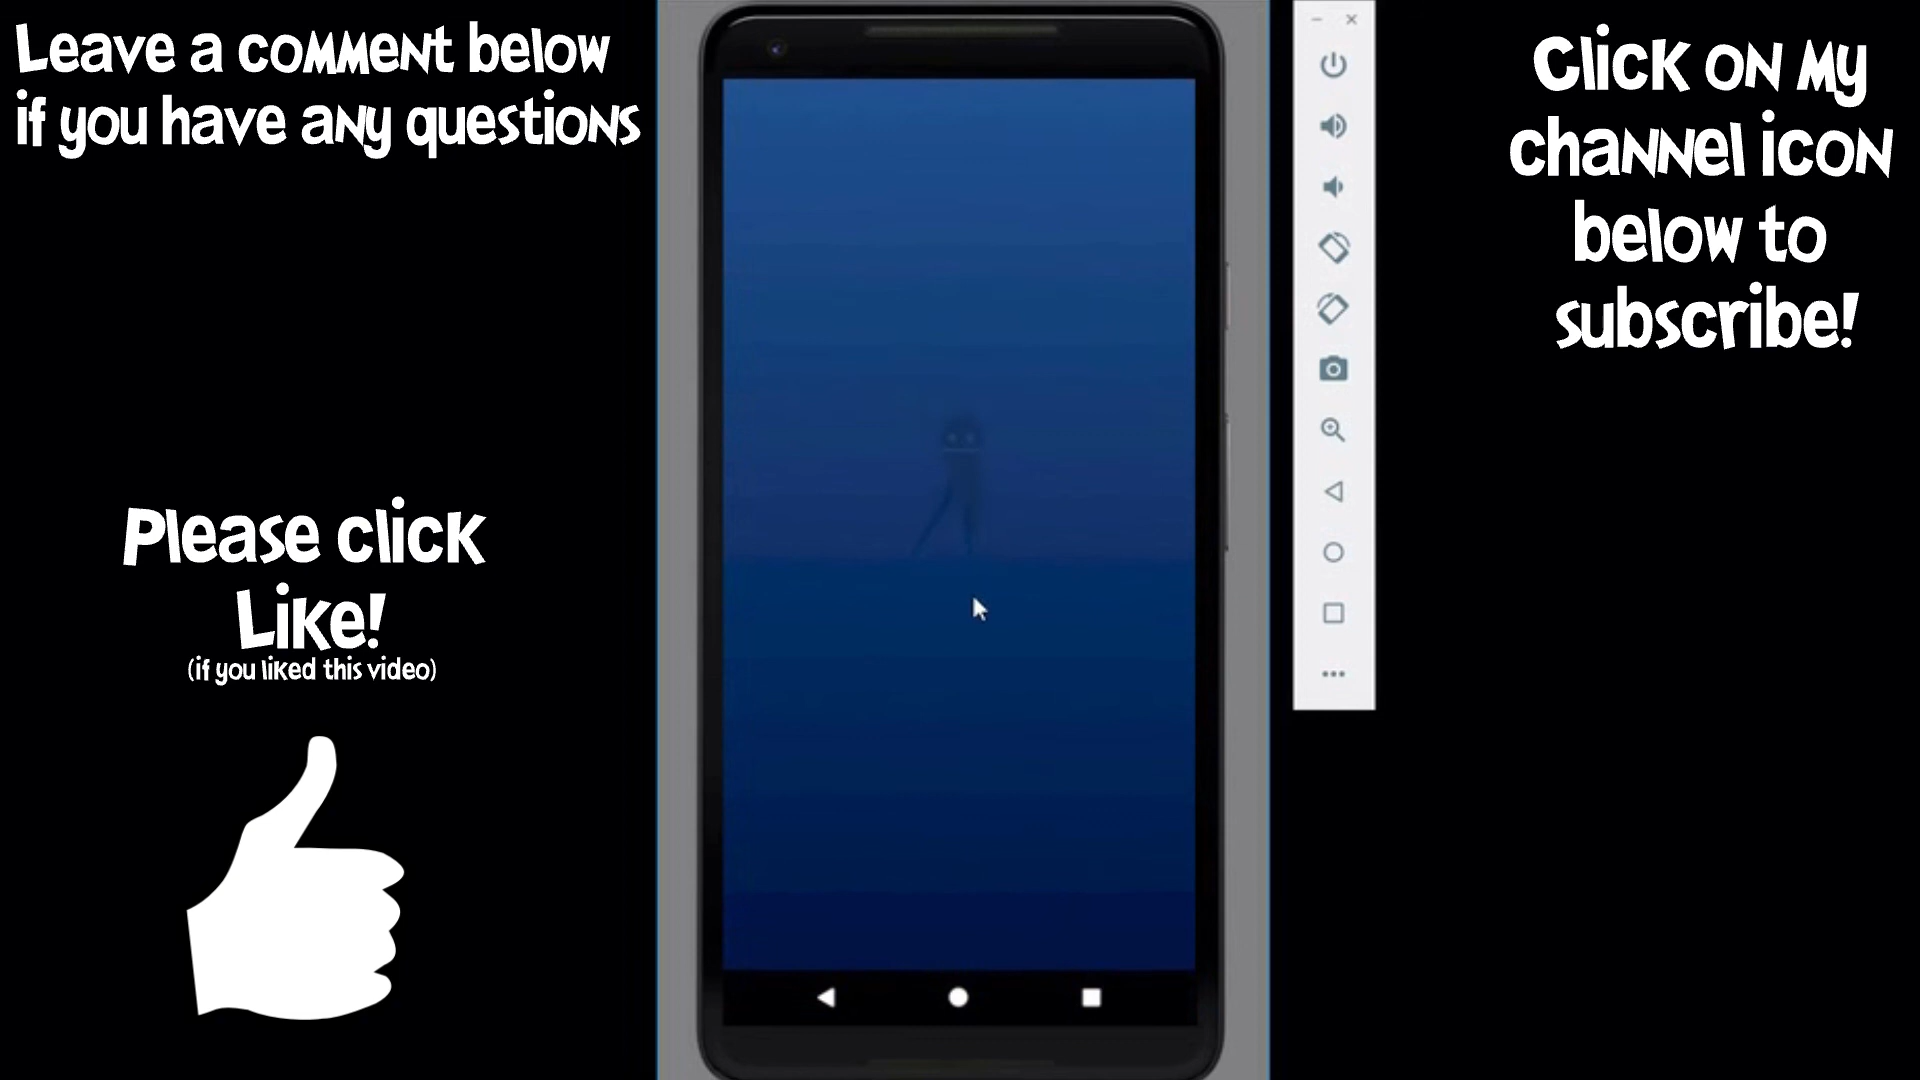 Leave a comment below
if you have any questions
Click on my
channel icon
below to
subscribe!
Please click
Like!
(if you liked this video)